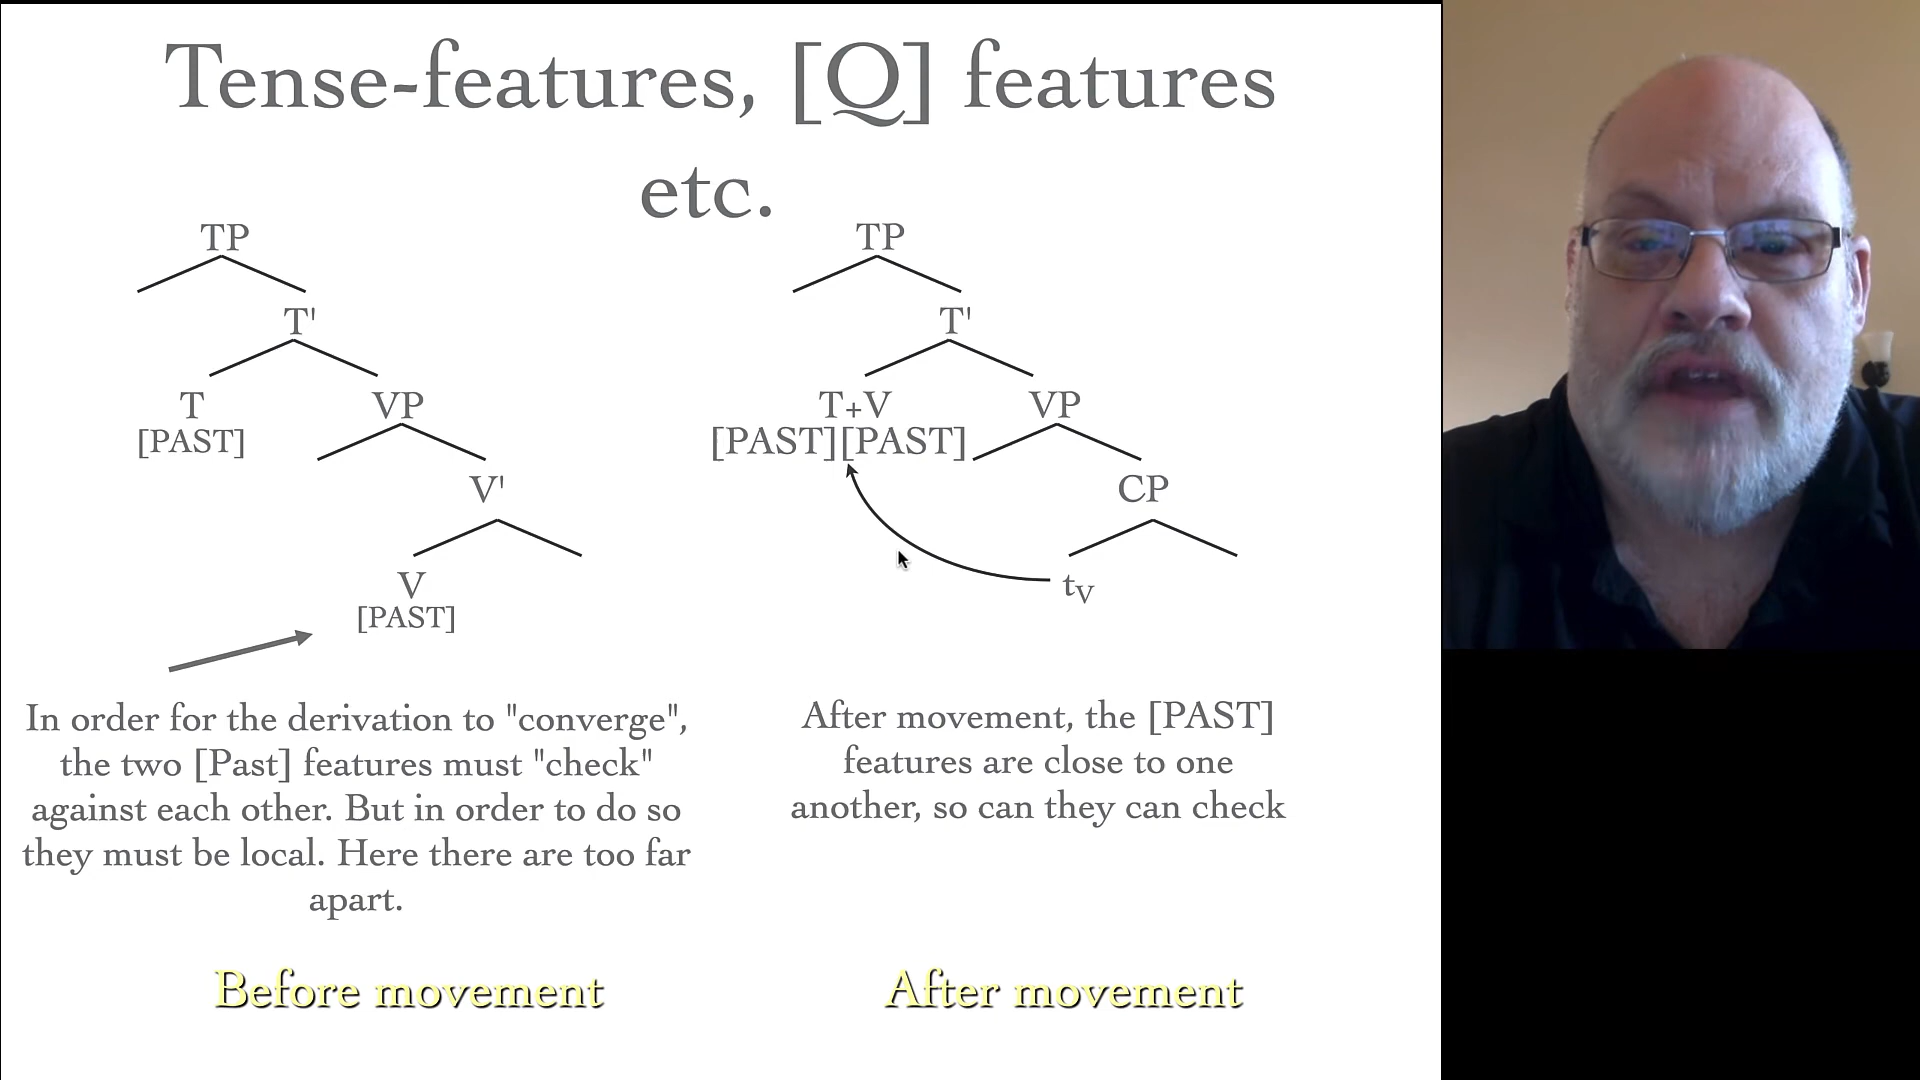 Tense-features, [Q] features
etc.
TP
T'
T
VP
[PAST]
V'
V
[PAST]
In order for the derivation to "converge",
the two [Past] features must "check"
against each other. But in order to do so
they must be local. Here there are too far
apart.
Before movement
TP
T'
T+V
VP
[PAST][PAST]
CP
tV
After movement, the [PAST]
features are close to one
another, so can they can check
After movement